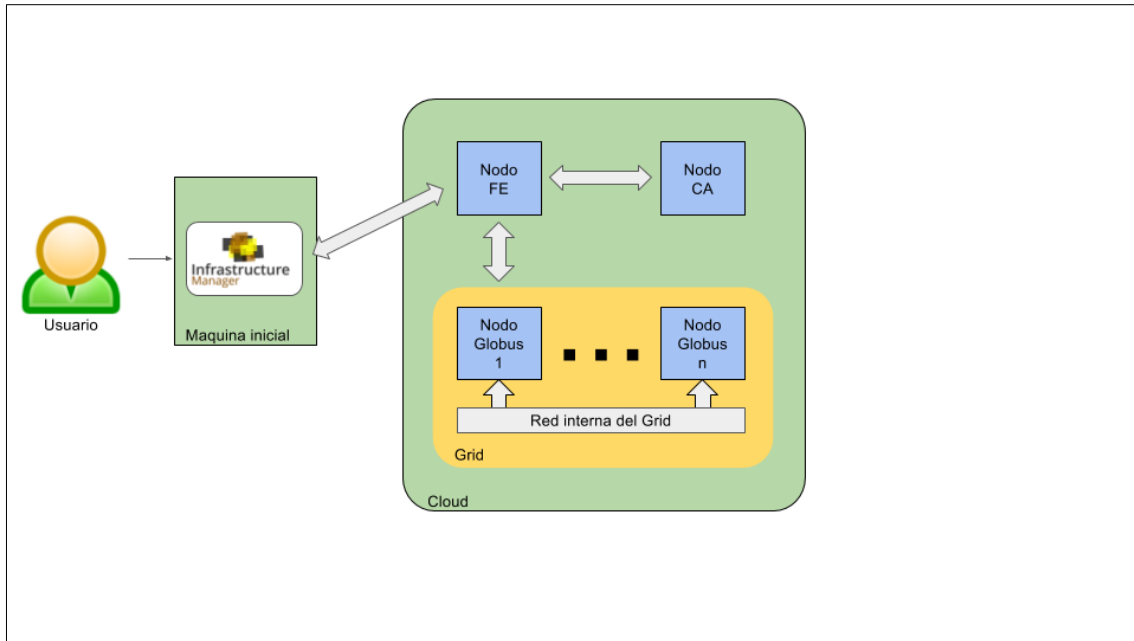 Nodo
FE
Nodo
CA
Infrastructure
Manager
Usuario
Maquina inicial
Nodo
Globus
1
Nodo
Globus
n
Red interna del Grid
Grid
Cloud